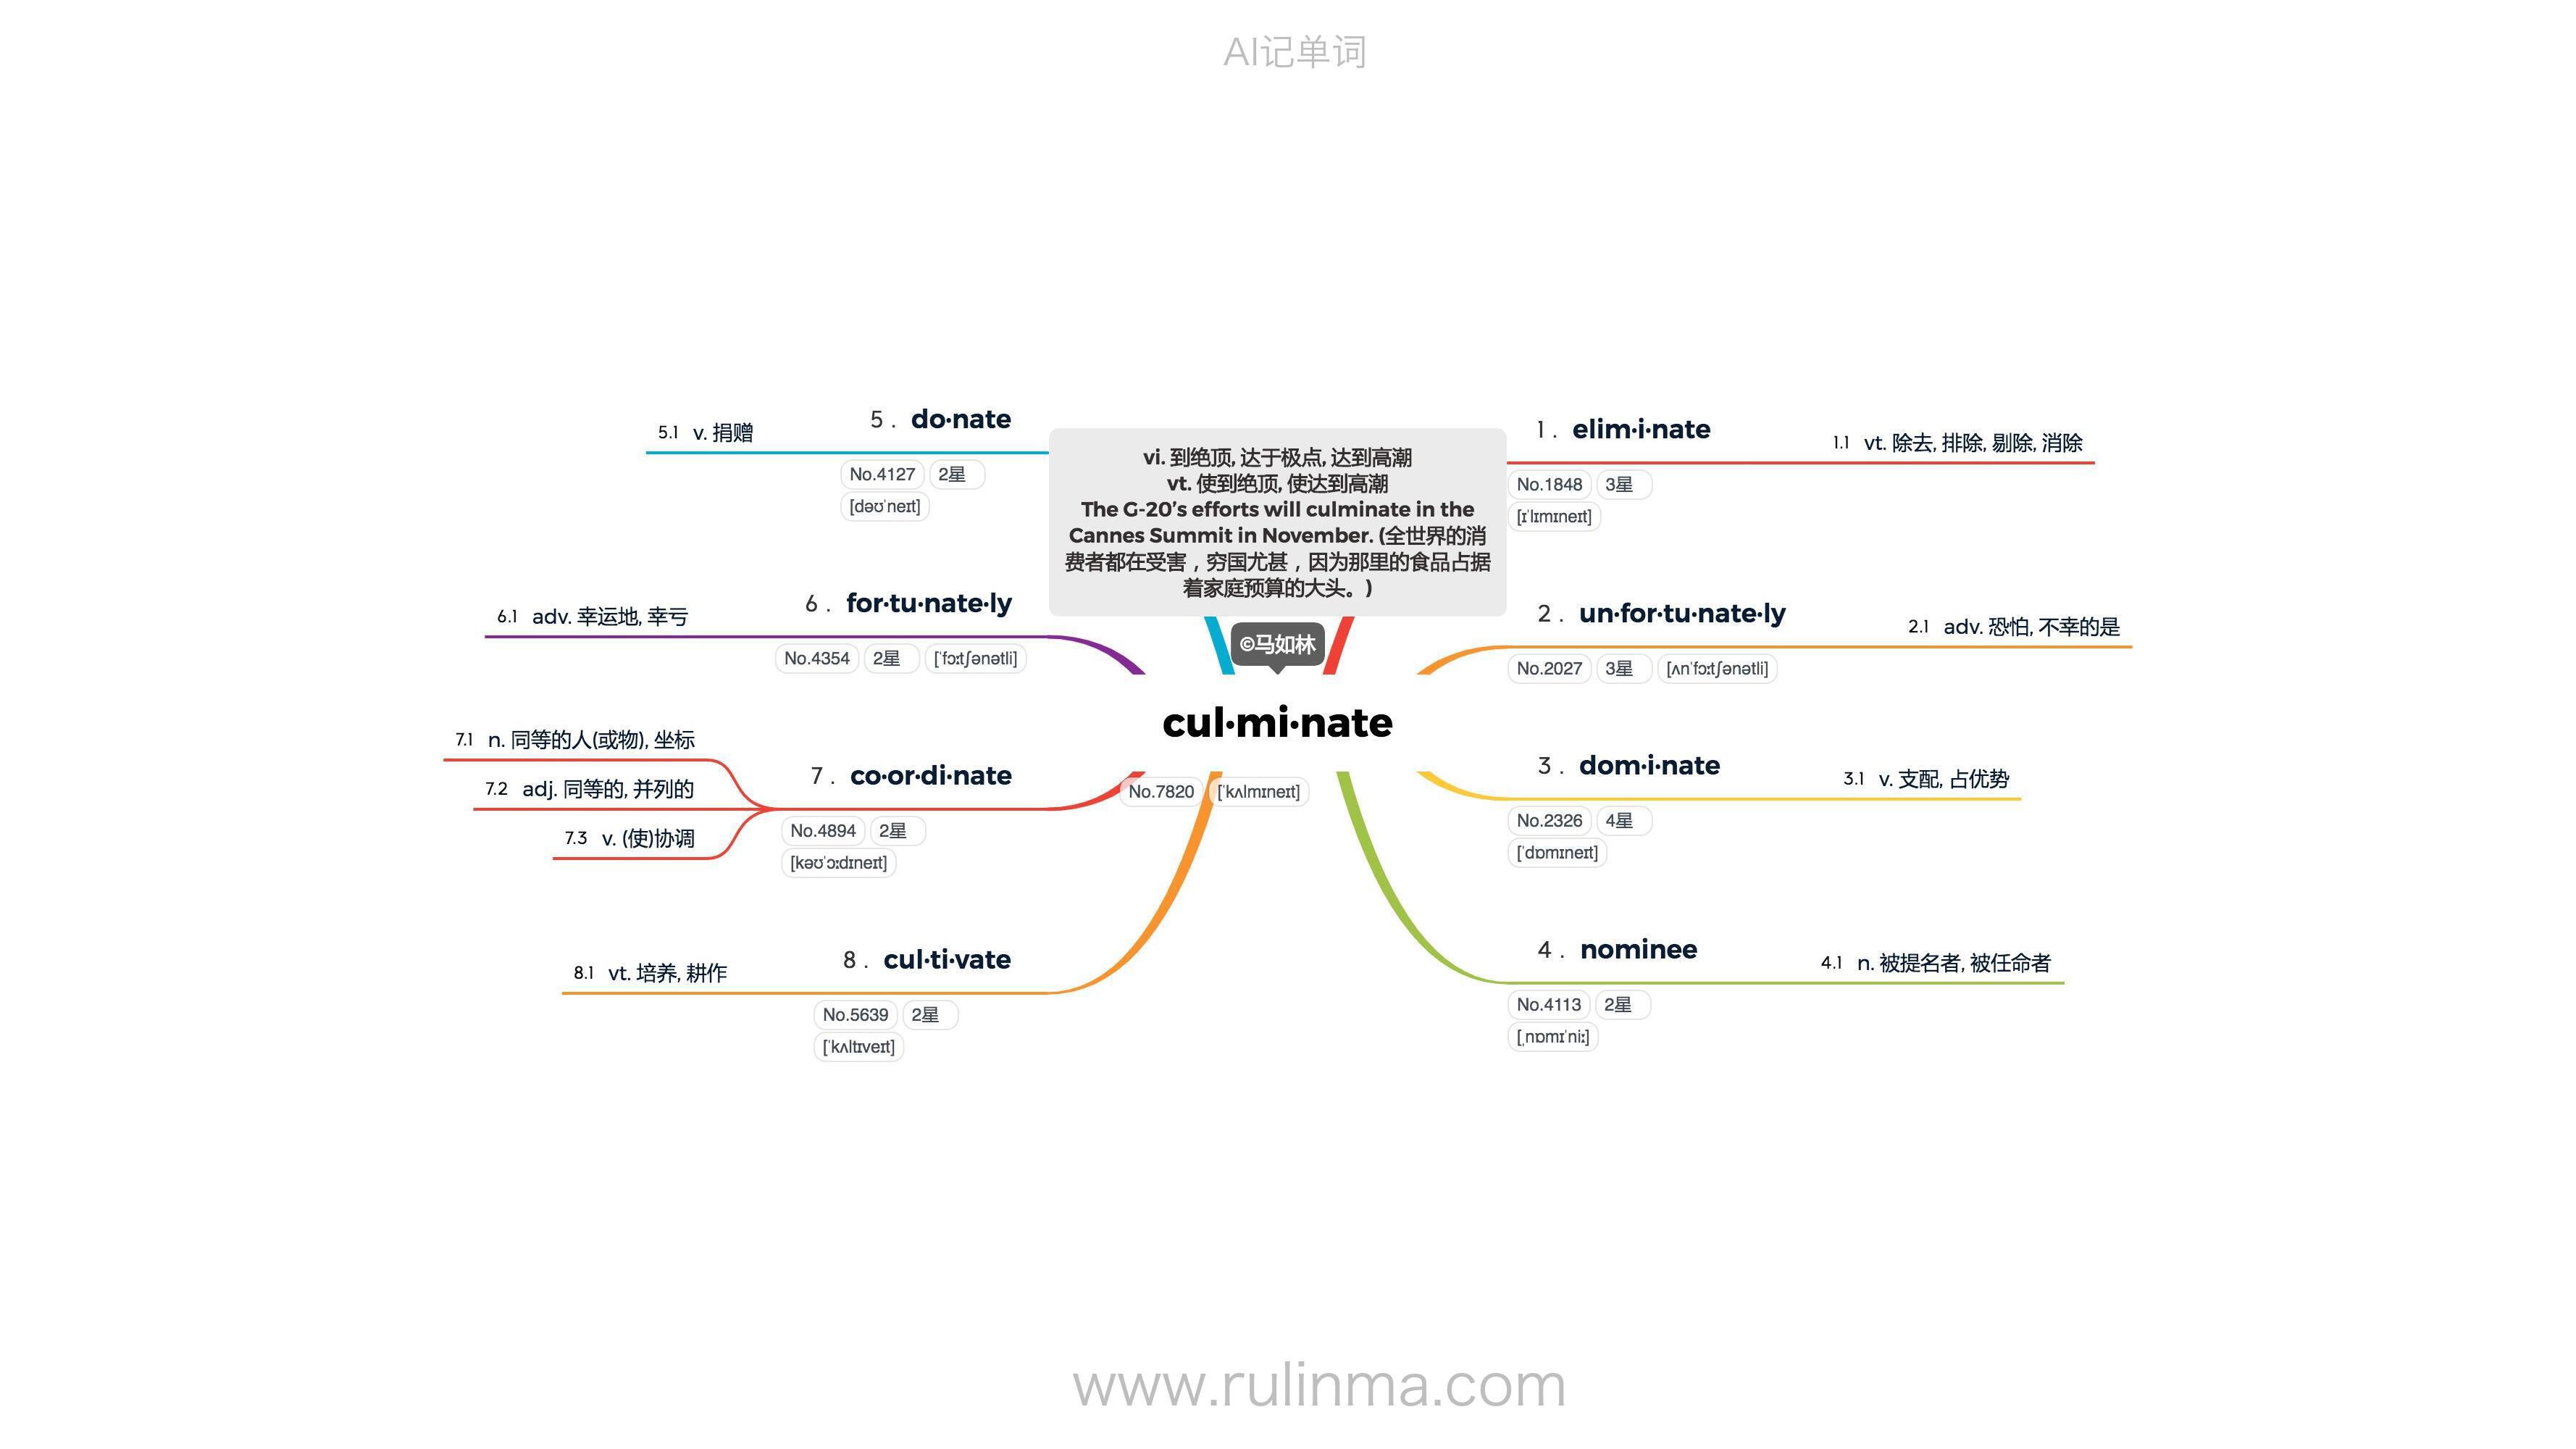 AI记单词
vi. 到绝顶, 达于极点, 达到高潮
vt. 使到绝顶, 使达到高潮
The G-20’s efforts will culminate in the
Cannes Summit in November. (全世界的消
费者都在受害，穷国尤甚，因为那里的食品占据
着家庭预算的大头。)
©马如林
cul·mi·nate
No.7820 [ˈkʌlmɪneɪt]
1. elim·i·nate
1.1 vt. 除去, 排除, 剔除, 消除
No.1848 3星
[ɪˈlɪmɪneɪt]
2. un·for·tu·nate·ly
2.1 adv. 恐怕, 不幸的是
No.2027 3星 [ʌnˈfɔːtʃənətli]
3. dom·i·nate
3.1 v. 支配, 占优势
No.2326 4星
[ˈdɒmɪneɪt]
4. nominee
4.1 n. 被提名者, 被任命者
No.4113 2星
[ˌnɒmɪˈniː]
5. do·nate
5.1 v. 捐赠
No.4127 2星
[dəʊˈneɪt]
6. for·tu·nate·ly
6.1 adv. 幸运地, 幸亏
No.4354 2星 [ˈfɔːtʃənətli]
7. co·or·di·nate
7.1 n. 同等的人(或物), 坐标
7.2 adj. 同等的, 并列的
7.3 v. (使)协调
No.4894 2星
[kəʊˈɔːdɪneɪt]
8. cul·ti·vate
8.1 vt. 培养, 耕作
No.5639 2星
[ˈkʌltɪveɪt]
www.rulinma.com